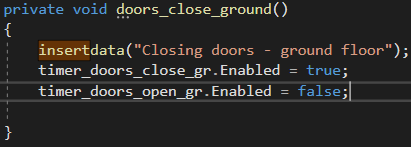 private void doors_close_ground()
{
insertdata("Closing doors - ground floor");
timer_doors_close_gr.Enabled = true;
timer_doors_open_gr.Enabled = false;
}